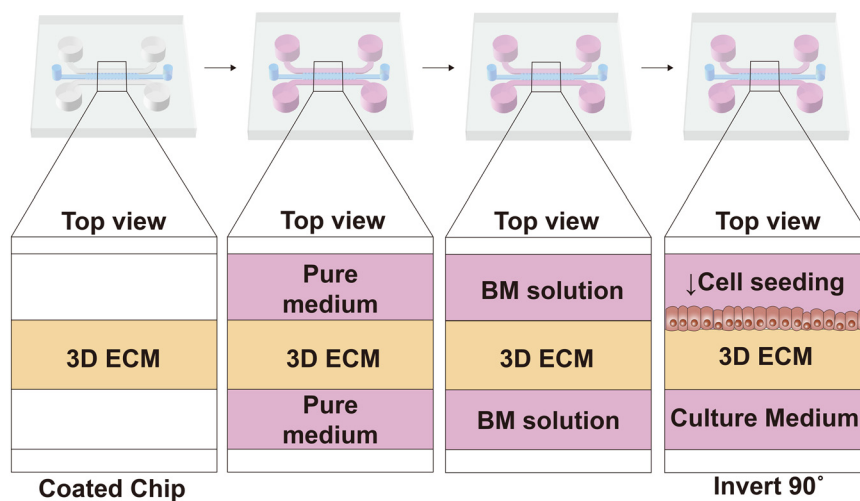 Top view
Top view
Top view
Top view
3D ECM
Pure
medium
3D ECM
Pure
medium
BM solution
3D ECM
BM solution
↓Cell seeding
3D ECM
Culture Medium
Coated Chip
Invert 90°